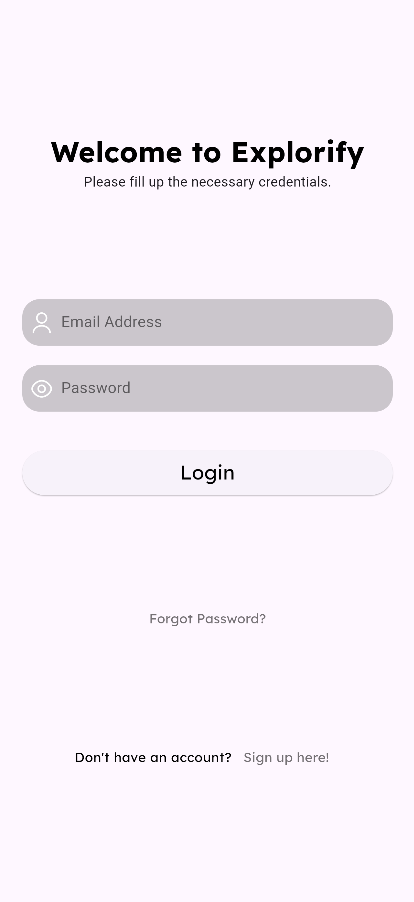 Welcome to Explorify
Please fill up the necessary credentials.
Email Address
Password
Login
Forgot Password?
Don't have an account? Sign up here!